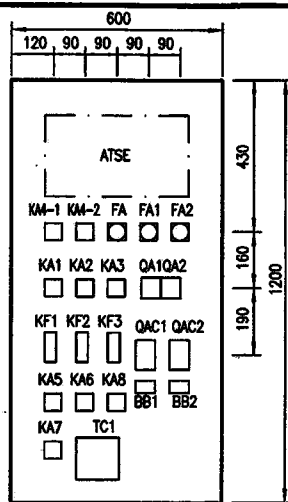 600
120 90 90 90 90
ATSE
430
KM-1 KM-2 FA FA1 FA2
160
KA1 KA2 KA3 QA1QA2
1200
190
KF1 KF2 KF3 QAC1 QAC2
KA5 KA6 KA8 BB1 BB2
KA7 TC1